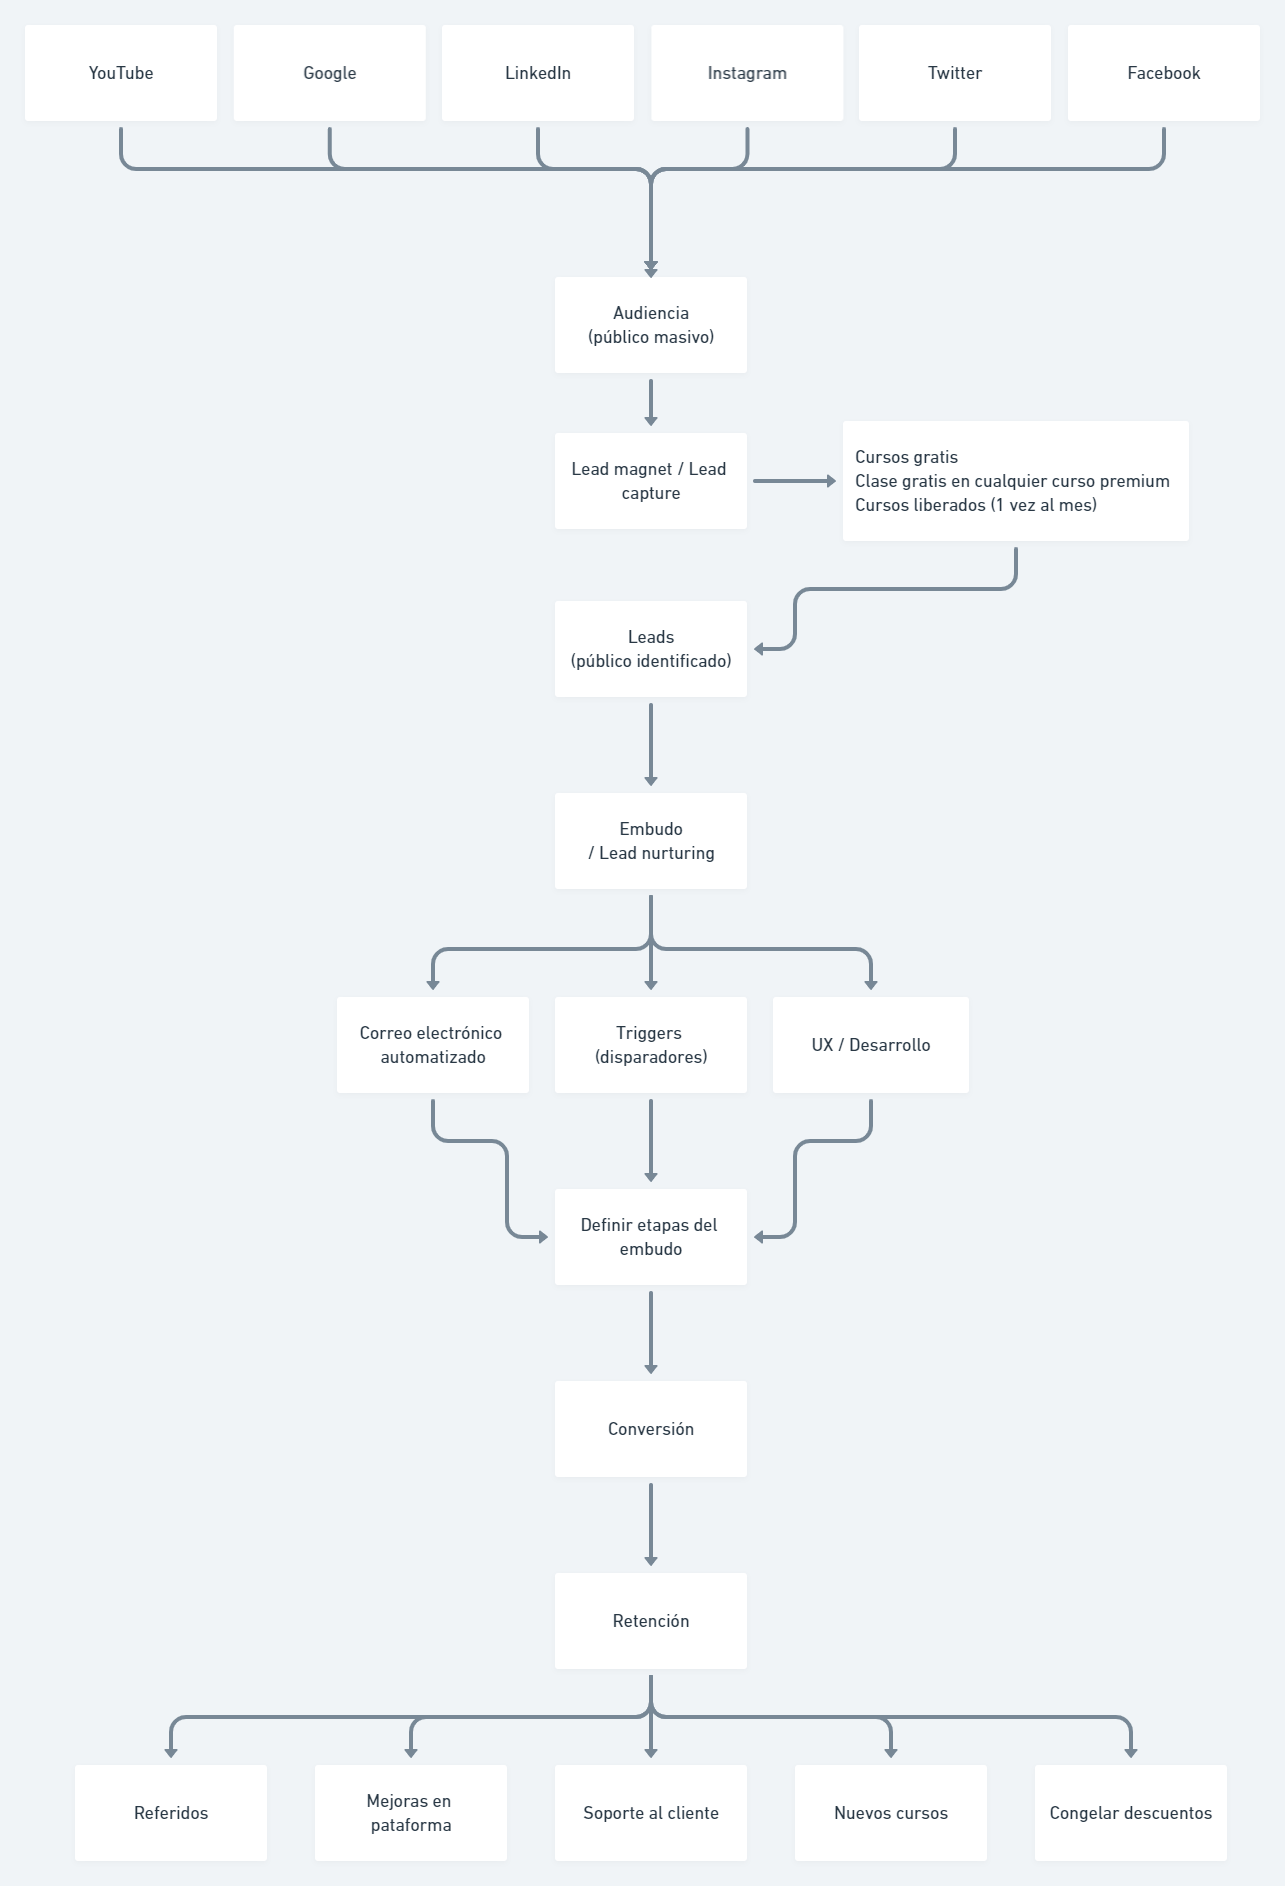 YouTube
Google
LinkedIn
Instagram
Twitter
Facebook
Audiencia
(público masivo)
Lead magnet / Lead
capture
Cursos gratis
Clase gratis en cualquier curso premium
Cursos liberados (1 vez al mes)
Leads
(público identificado)
Embudo
/ Lead nurturing
Correo electrónico
automatizado
Triggers
(disparadores)
UX / Desarrollo
Definir etapas del
embudo
Conversión
Retención
Referidos
Mejoras en
pataforma
Soporte al cliente
Nuevos cursos
Congelar descuentos